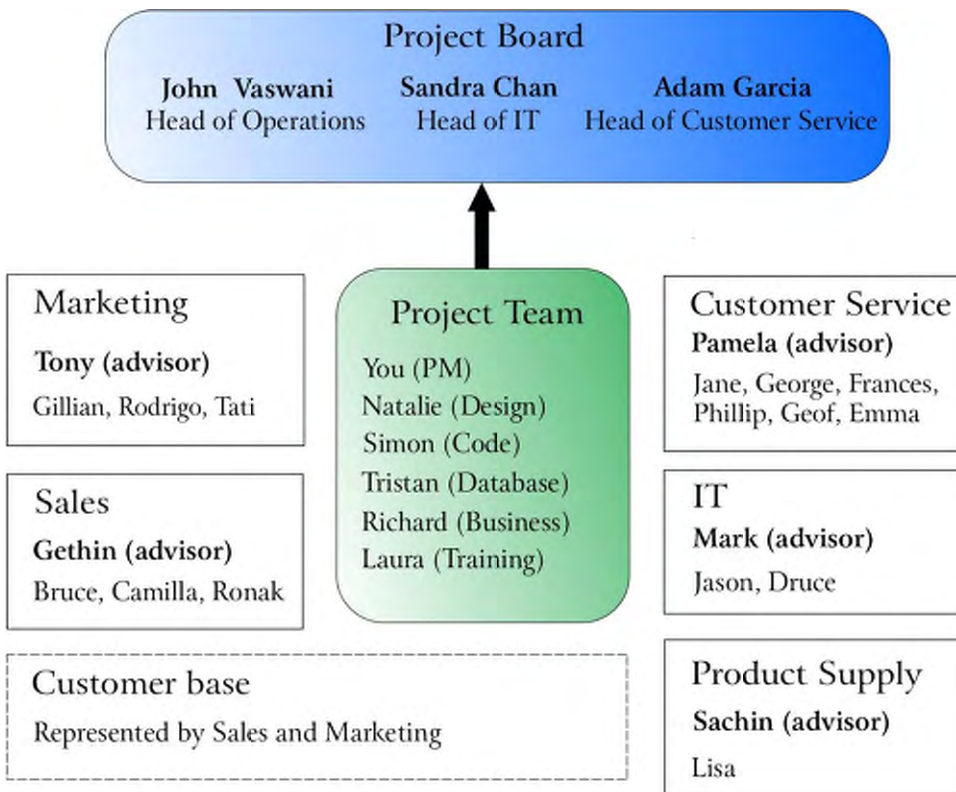 Project Board
John Vaswani
Head of Operations
Sandra Chan
Head of IT
Adam Garcia
Head of Customer Service
Marketing
Tony (advisor)
Gillian, Rodrigo, Tati
Sales
Gethin (advisor)
Bruce, Camilla, Ronak
Project Team
You (PM)
Natalie (Design)
Simon (Code)
Tristan (Database)
Richard (Business)
Laura (Training)
Customer Service
Pamela (advisor)
Jane, George, Frances,
Phillip, Geof, Emma
IT
Mark (advisor)
Jason, Druce
Customer base
Represented by Sales and Marketing
Product Supply
Sachin (advisor)
Lisa